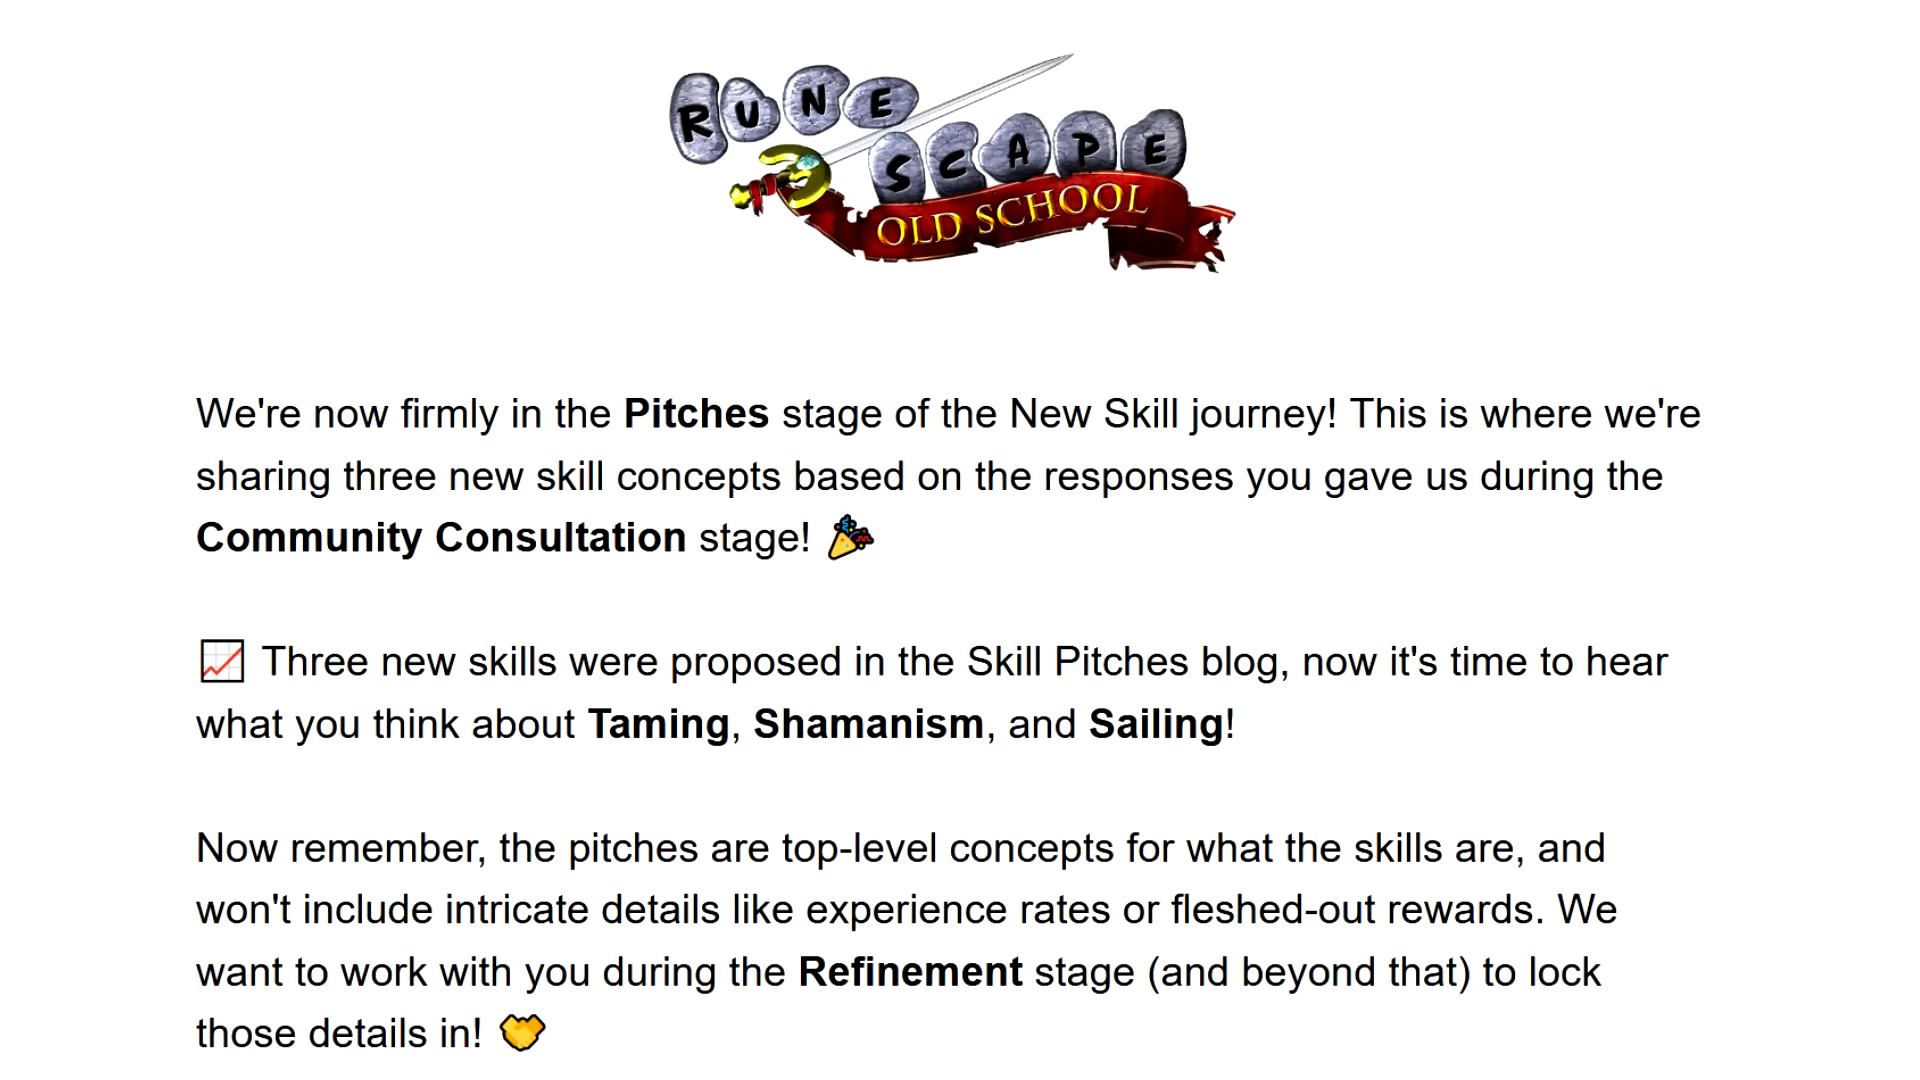 RUNE
SCAPE
OLD SCHOOL
We're now firmly in the Pitches stage of the New Skill journey! This is where we're
sharing three new skill concepts based on the responses you gave us during the
Community Consultation stage! 🎉
📈 Three new skills were proposed in the Skill Pitches blog, now it's time to hear
what you think about Taming, Shamanism, and Sailing!
Now remember, the pitches are top-level concepts for what the skills are, and
won't include intricate details like experience rates or fleshed-out rewards. We
want to work with you during the Refinement stage (and beyond that) to lock
those details in! 🤝